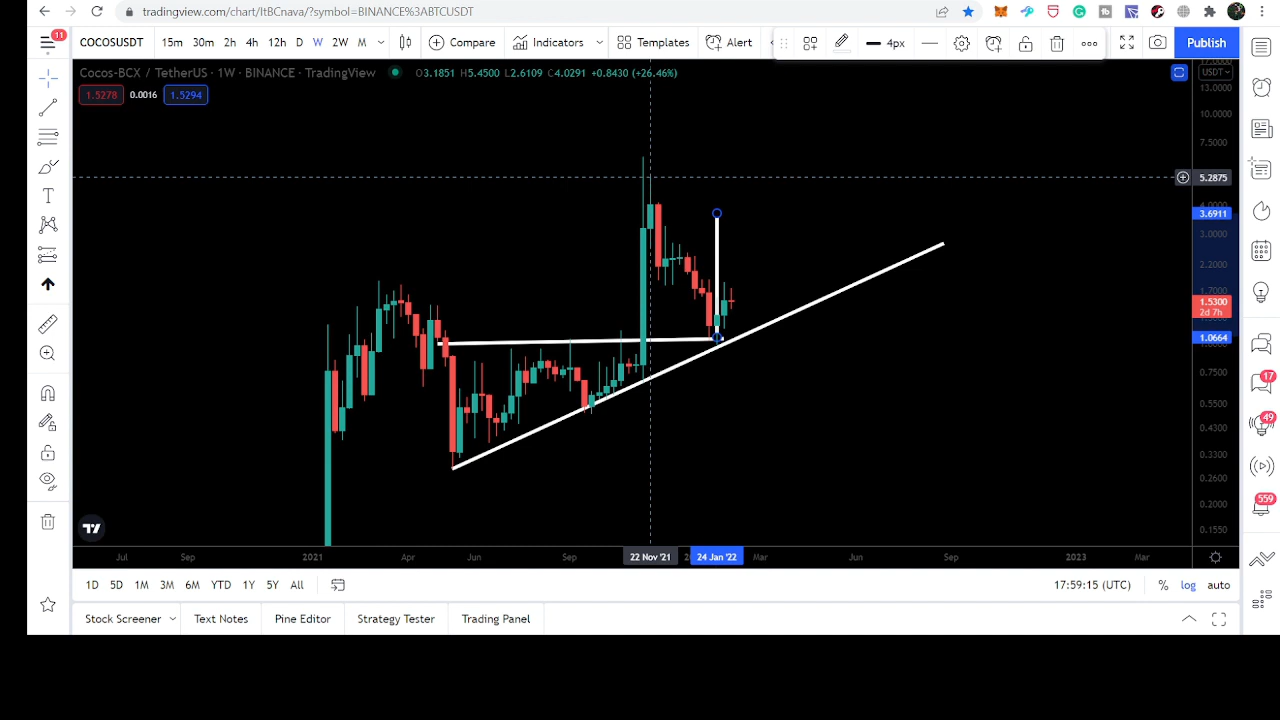 tradingview.com/chart/ItBCnava/?symbol=BINANCE%3ABTCUSDT
11
COCOSUSDT 15m 30m 2h 4h 12h D W 2W M Compare Indicators Templates Alert 4px Publish
Cocos-BCX / TetherUS · 1W · BINANCE · TradingView O3.1851 H5.4500 L2.6109 C4.0291 +0.8430 (+26.46%)
USDT
1.5278 0.0016 1.5294
13.0000
10.0000
7.5000
5.2875
3.6911
3.0000
2.2000
1.7000
1.5300
2d 7h
1.0664
0.7500
0.5500
0.4300
0.3300
0.2600
0.2000
0.1550
17
49
559
Jul Sep 2021 Apr Jun Sep 22 Nov '21 24 Jan '22 Mar Jun Sep 2023 Mar
1D 5D 1M 3M 6M YTD 1Y 5Y All 17:59:15 (UTC) % log auto
Stock Screener Text Notes Pine Editor Strategy Tester Trading Panel